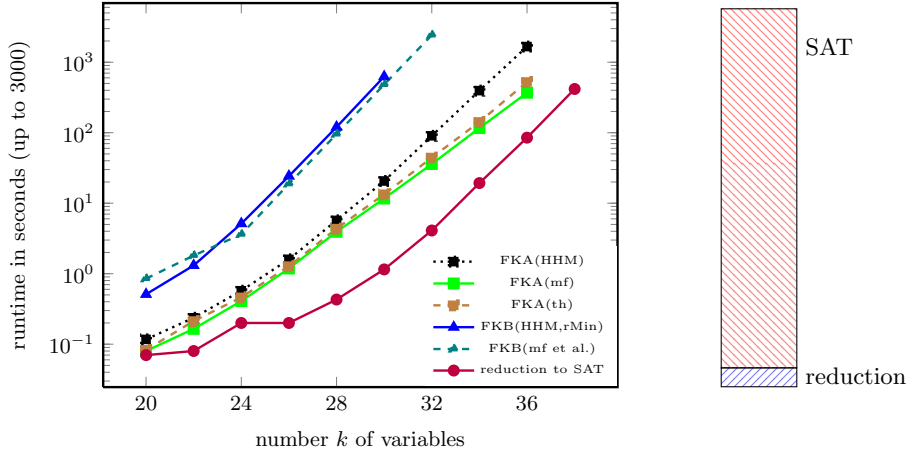 runtime in seconds (up to 3000)
10^3
10^2
10^1
10^0
10^−1
20
24
28
32
36
number k of variables
FKA(HHM)
FKA(mf)
FKA(th)
FKB(HHM,rMin)
FKB(mf et al.)
reduction to SAT
SAT
reduction